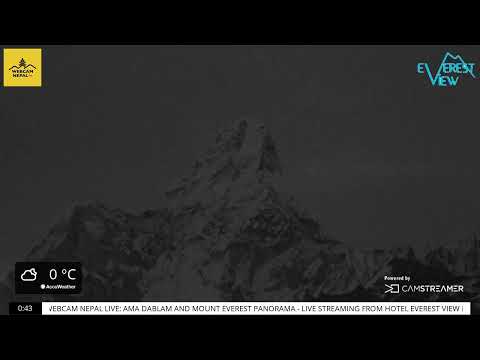 WEBCAM
NEPAL
EVEREST
VIEW
0 °C
AccuWeather
Powered by
CAMSTREAMER
0:43
WEBCAM NEPAL LIVE: AMA DABLAM AND MOUNT EVEREST PANORAMA - LIVE STREAMING FROM HOTEL EVEREST VIEW |